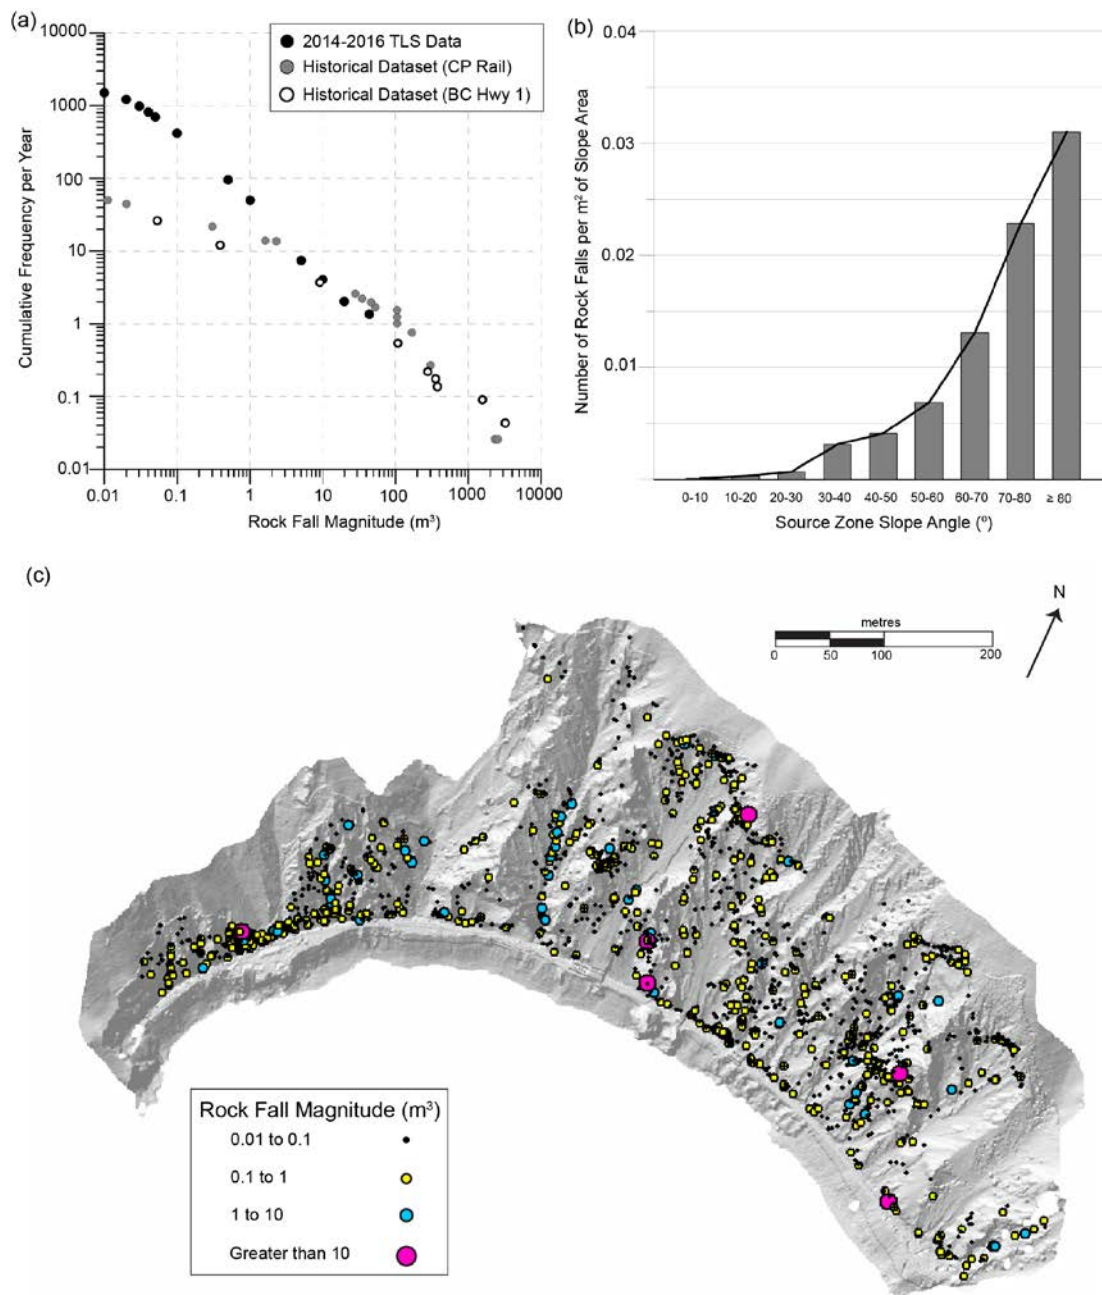 (a)
10000
1000
100
10
1
0.1
0.01
Cumulative Frequency per Year
2014-2016 TLS Data
Historical Dataset (CP Rail)
Historical Dataset (BC Hwy 1)
0.01 0.1 1 10 100 1000 10000
Rock Fall Magnitude (m³)
(b)
0.04
0.03
0.02
0.01
Number of Rock Falls per m² of Slope Area
0-10 10-20 20-30 30-40 40-50 50-60 60-70 70-80 ≥ 80
Source Zone Slope Angle (º)
(c)
N
metres
0 50 100 200
Rock Fall Magnitude (m³)
0.01 to 0.1
0.1 to 1
1 to 10
Greater than 10